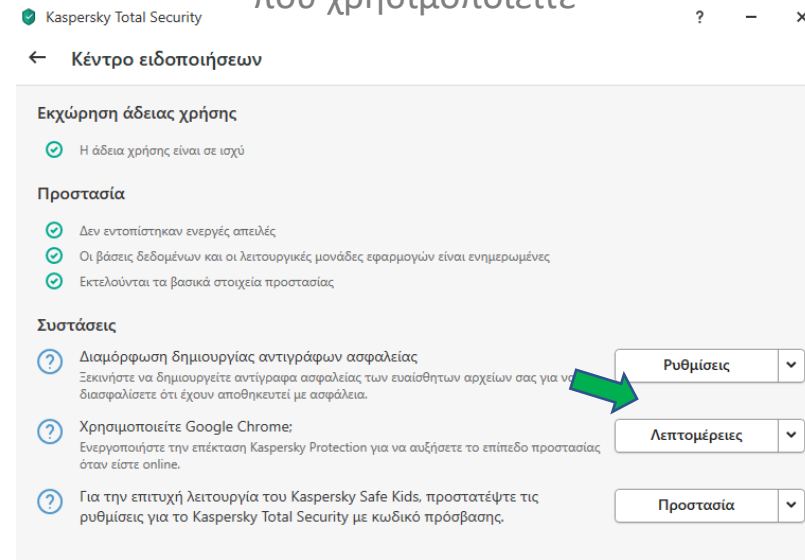 που χρησιμοποιείτε
Kaspersky Total Security
Κέντρο ειδοποιήσεων
Εκχώρηση άδειας χρήσης
Η άδεια χρήσης είναι σε ισχύ
Προστασία
Δεν εντοπίστηκαν ενεργές απειλές
Οι βάσεις δεδομένων και οι λειτουργικές μονάδες εφαρμογών είναι ενημερωμένες
Εκτελούνται τα βασικά στοιχεία προστασίας
Συστάσεις
Διαμόρφωση δημιουργίας αντιγράφων ασφαλείας
Ρυθμίσεις
Ξεκινήστε να δημιουργείτε αντίγραφα ασφαλείας των ευαίσθητων αρχείων σας για
διασφαλίσετε ότι έχουν αποθηκευτεί με ασφάλεια.
Χρησιμοποιείτε Google Chrome;
Λεπτομέρειες
Ενεργοποιήστε την επέκταση Kaspersky Protection για να αυξήσετε το επίπεδο προστασίας
όταν είστε online.
Για την επιτυχή λειτουργία του Kaspersky Safe Kids, προστατέψτε τις
ρυθμίσεις για το Kaspersky Total Security με κωδικό πρόσβασης.
Προστασία